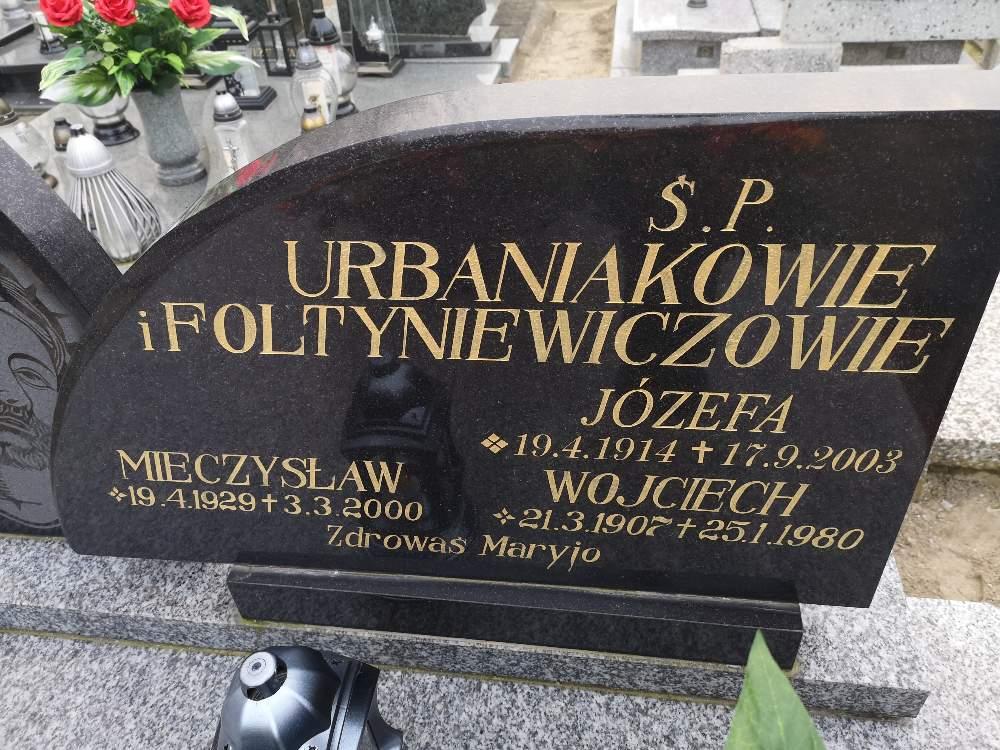 Ś.P.
URBANIAKOWIE
i FOLTYNIEWICZOWIE
JÓZEFA
19.4.1914 ✝ 17.9.2003
MIECZYSŁAW
19.4.1929 ✝ 3.3.2000
WOJCIECH
21.3.1907 ✝ 25.1.1980
Zdrowaś Maryjo